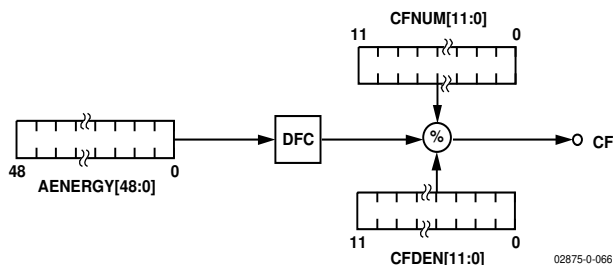 CFNUM[11:0]
11 0
DFC
%
CF
48 0
AENERGY[48:0]
11 0
CFDEN[11:0]
02875-0-066